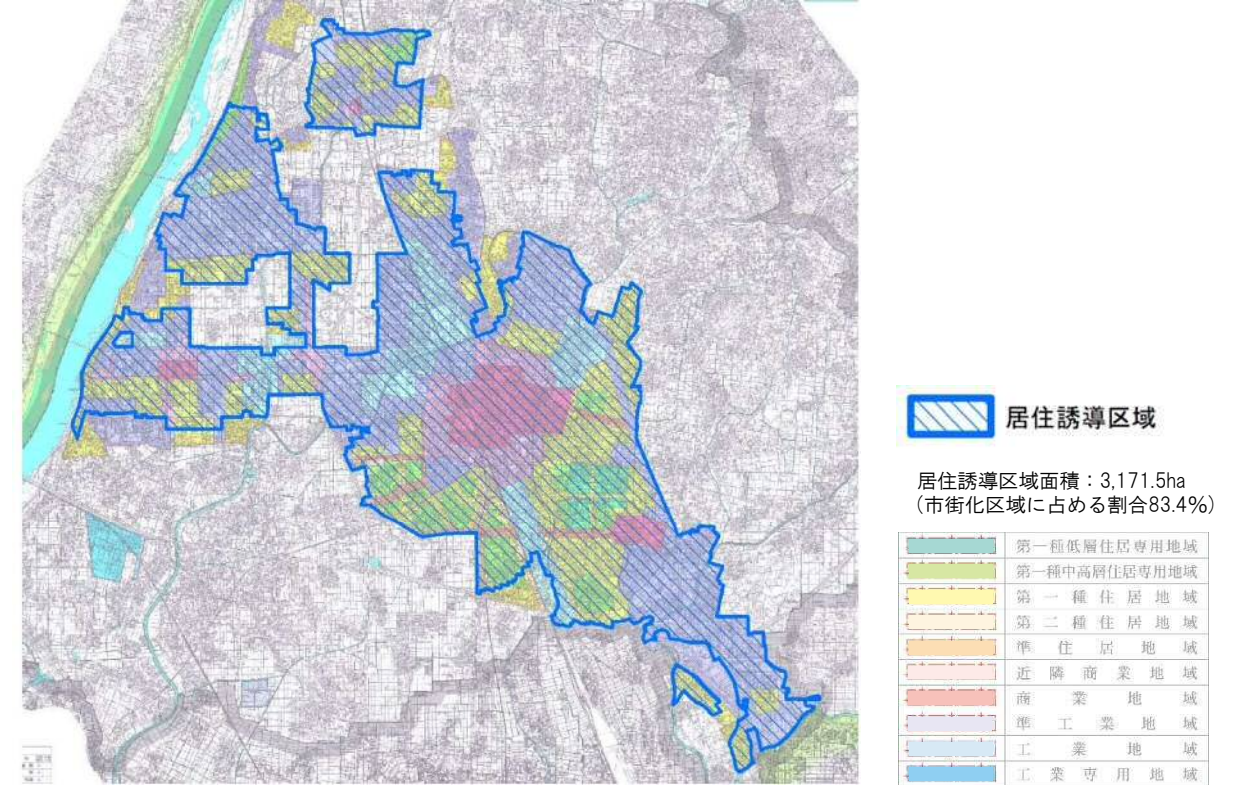 居住誘導区域
居住誘導区域面積：3,171.5ha
（市街化区域に占める割合83.4％）
第一種低層住居専用地域
第一種中高層住居専用地域
第一種住居地域
第二種住居地域
準住居地域
近隣商業地域
商業地域
準工業地域
工業地域
工業専用地域